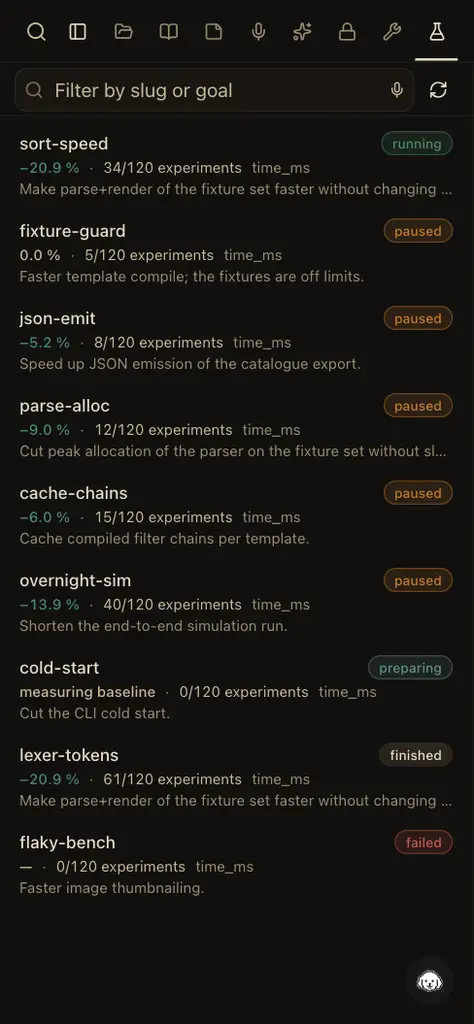 Filter by slug or goal
sort-speed running
−20.9 % · 34/120 experiments time_ms
Make parse+render of the fixture set faster without changing ...
fixture-guard paused
0.0 % · 5/120 experiments time_ms
Faster template compile; the fixtures are off limits.
json-emit paused
−5.2 % · 8/120 experiments time_ms
Speed up JSON emission of the catalogue export.
parse-alloc paused
−9.0 % · 12/120 experiments time_ms
Cut peak allocation of the parser on the fixture set without sl...
cache-chains paused
−6.0 % · 15/120 experiments time_ms
Cache compiled filter chains per template.
overnight-sim paused
−13.9 % · 40/120 experiments time_ms
Shorten the end-to-end simulation run.
cold-start preparing
measuring baseline · 0/120 experiments time_ms
Cut the CLI cold start.
lexer-tokens finished
−20.9 % · 61/120 experiments time_ms
Make parse+render of the fixture set faster without changing ...
flaky-bench failed
— · 0/120 experiments time_ms
Faster image thumbnailing.